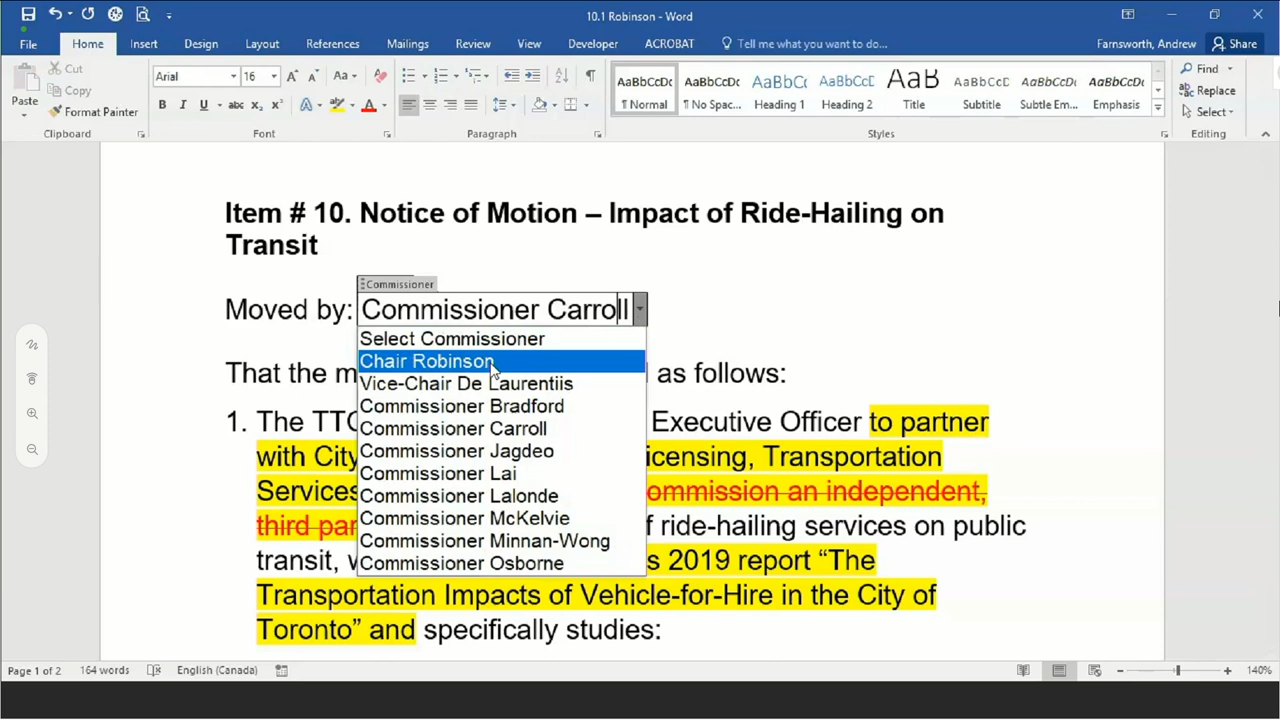 10.1 Robinson - Word
File Home Insert Design Layout References Mailings Review View Developer ACROBAT Tell me what you want to do... Farnsworth, Andrew Share
Paste
Cut
Copy
Format Painter
Clipboard
Arial 16
Font
Paragraph
AaBbCcDc AaBbCcDc AaBbCc AaBbCcD AaB AaBbCcD AaBbCcDc AaBbCcDc
¶ Normal ¶ No Spac... Heading 1 Heading 2 Title Subtitle Subtle Em... Emphasis
Styles
Find
Replace
Select
Editing
Item # 10. Notice of Motion – Impact of Ride-Hailing on
Transit
Commissioner
Moved by: Commissioner Carroll
Select Commissioner
Chair Robinson
Vice-Chair De Laurentiis
Commissioner Bradford
Commissioner Carroll
Commissioner Jagdeo
Commissioner Lai
Commissioner Lalonde
Commissioner McKelvie
Commissioner Minnan-Wong
Commissioner Osborne
That the m as follows:
1. The TTC Executive Officer to partner
with City icensing, Transportation
Services ommission an independent,
third par f ride-hailing services on public
transit, w s 2019 report “The
Transportation Impacts of Vehicle-for-Hire in the City of
Toronto” and specifically studies:
Page 1 of 2 164 words English (Canada) 140%